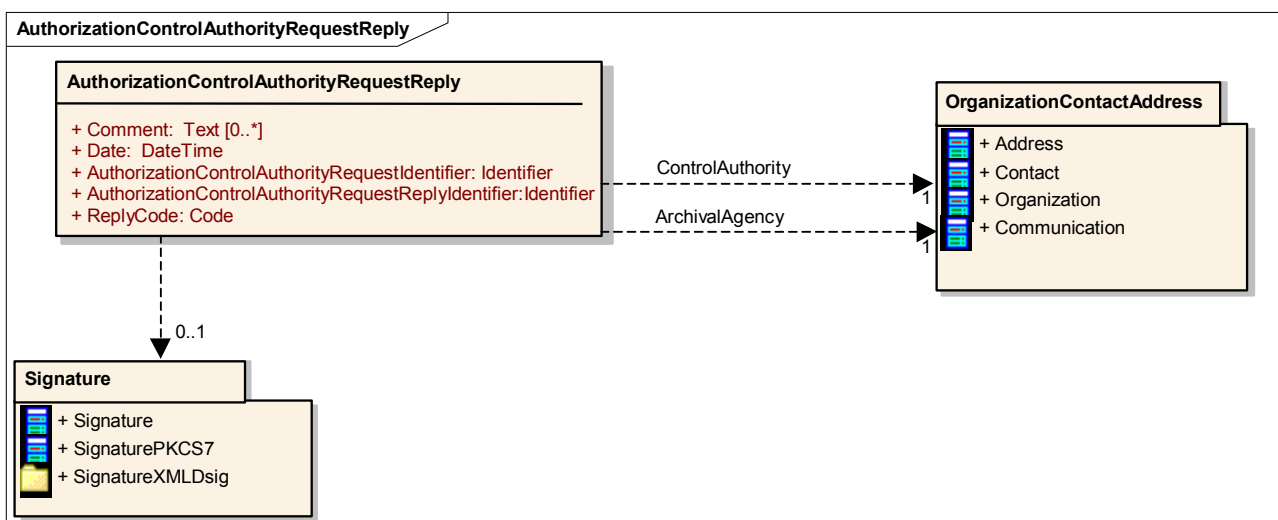 AuthorizationControlAuthorityRequestReply
AuthorizationControlAuthorityRequestReply
+ Comment: Text [0..*]
+ Date: DateTime
+ AuthorizationControlAuthorityRequestIdentifier: Identifier
+ AuthorizationControlAuthorityRequestReplyIdentifier:Identifier
+ ReplyCode: Code
ControlAuthority
1
ArchivalAgency
1
OrganizationContactAddress
+ Address
+ Contact
+ Organization
+ Communication
0..1
Signature
+ Signature
+ SignaturePKCS7
+ SignatureXMLDsig